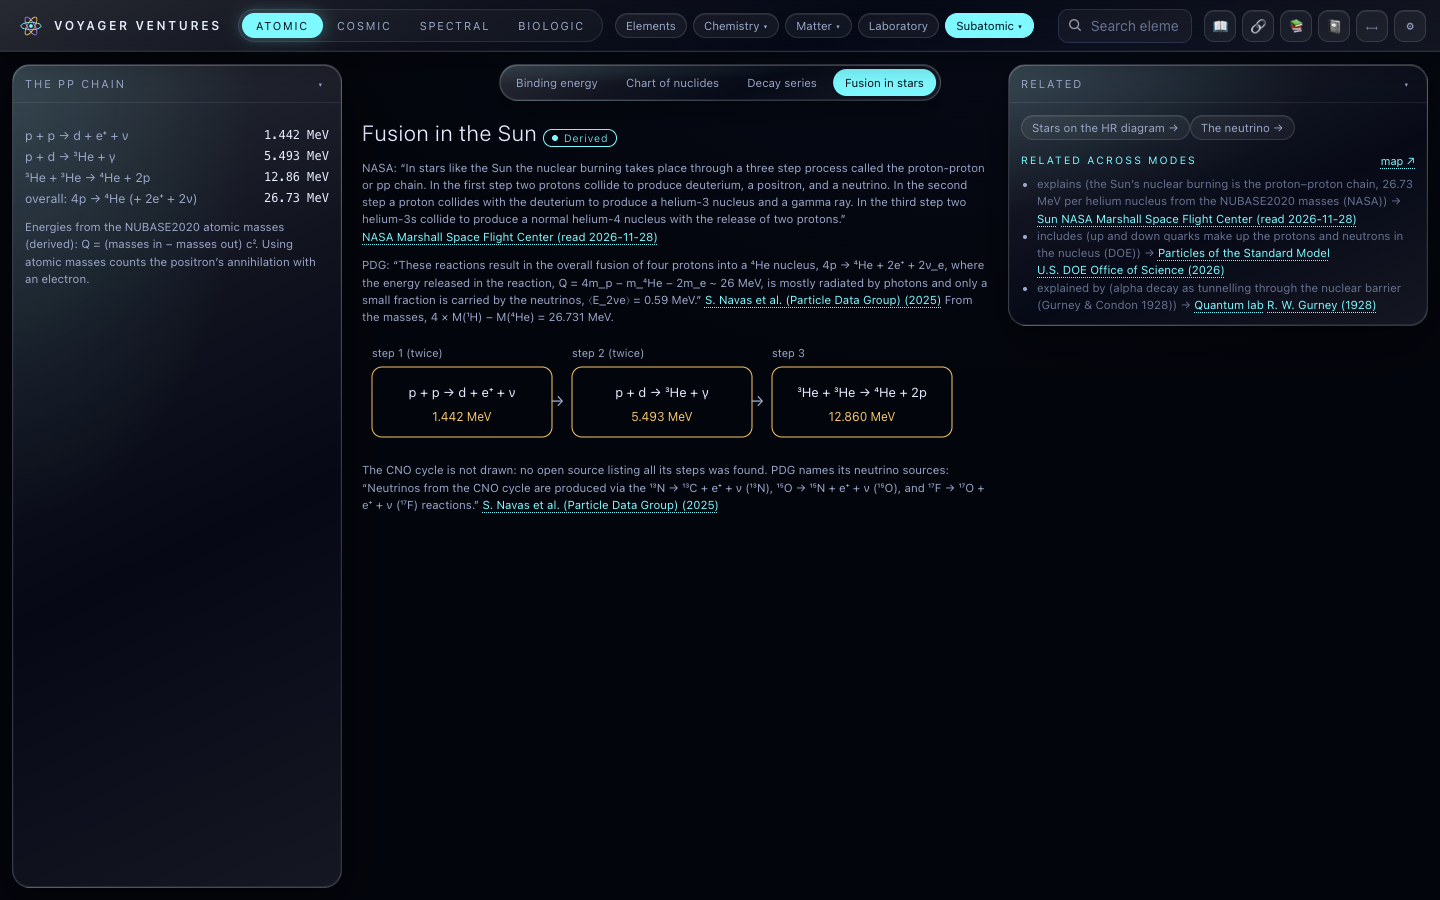 VOYAGER VENTURES
ATOMIC COSMIC SPECTRAL BIOLOGIC
Elements Chemistry Matter Laboratory Subatomic
Search eleme
THE PP CHAIN
p + p → d + e⁺ + ν 1.442 MeV
p + d → ³He + γ 5.493 MeV
³He + ³He → ⁴He + 2p 12.86 MeV
overall: 4p → ⁴He (+ 2e⁺ + 2ν) 26.73 MeV
Energies from the NUBASE2020 atomic masses
(derived): Q = (masses in − masses out) c². Using
atomic masses counts the positron's annihilation with
an electron.
Binding energy Chart of nuclides Decay series Fusion in stars
Fusion in the Sun Derived
NASA: “In stars like the Sun the nuclear burning takes place through a three step process called the proton-proton
or pp chain. In the first step two protons collide to produce deuterium, a positron, and a neutrino. In the second
step a proton collides with the deuterium to produce a helium-3 nucleus and a gamma ray. In the third step two
helium-3s collide to produce a normal helium-4 nucleus with the release of two protons.”
NASA Marshall Space Flight Center (read 2026-11-28)
PDG: “These reactions result in the overall fusion of four protons into a ⁴He nucleus, 4p → ⁴He + 2e⁺ + 2ν_e, where
the energy released in the reaction, Q = 4m_p − m_⁴He − 2m_e ~ 26 MeV, is mostly radiated by photons and only a
small fraction is carried by the neutrinos, ⟨E_2νe⟩ = 0.59 MeV.” S. Navas et al. (Particle Data Group) (2025) From
the masses, 4 × M(¹H) − M(⁴He) = 26.731 MeV.
step 1 (twice) step 2 (twice) step 3
p + p → d + e⁺ + ν → p + d → ³He + γ → ³He + ³He → ⁴He + 2p
1.442 MeV 5.493 MeV 12.860 MeV
The CNO cycle is not drawn: no open source listing all its steps was found. PDG names its neutrino sources:
“Neutrinos from the CNO cycle are produced via the ¹³N → ¹³C + e⁺ + ν (¹³N), ¹⁵O → ¹⁵N + e⁺ + ν (¹⁵O), and ¹⁷F → ¹⁷O +
e⁺ + ν (¹⁷F) reactions.” S. Navas et al. (Particle Data Group) (2025)
RELATED
Stars on the HR diagram → The neutrino →
RELATED ACROSS MODES map ↗
explains (the Sun's nuclear burning is the proton–proton chain, 26.73
MeV per helium nucleus from the NUBASE2020 masses (NASA)) →
Sun NASA Marshall Space Flight Center (read 2026-11-28)
includes (up and down quarks make up the protons and neutrons in
the nucleus (DOE)) → Particles of the Standard Model
U.S. DOE Office of Science (2026)
explained by (alpha decay as tunnelling through the nuclear barrier
(Gurney & Condon 1928)) → Quantum lab R. W. Gurney (1928)